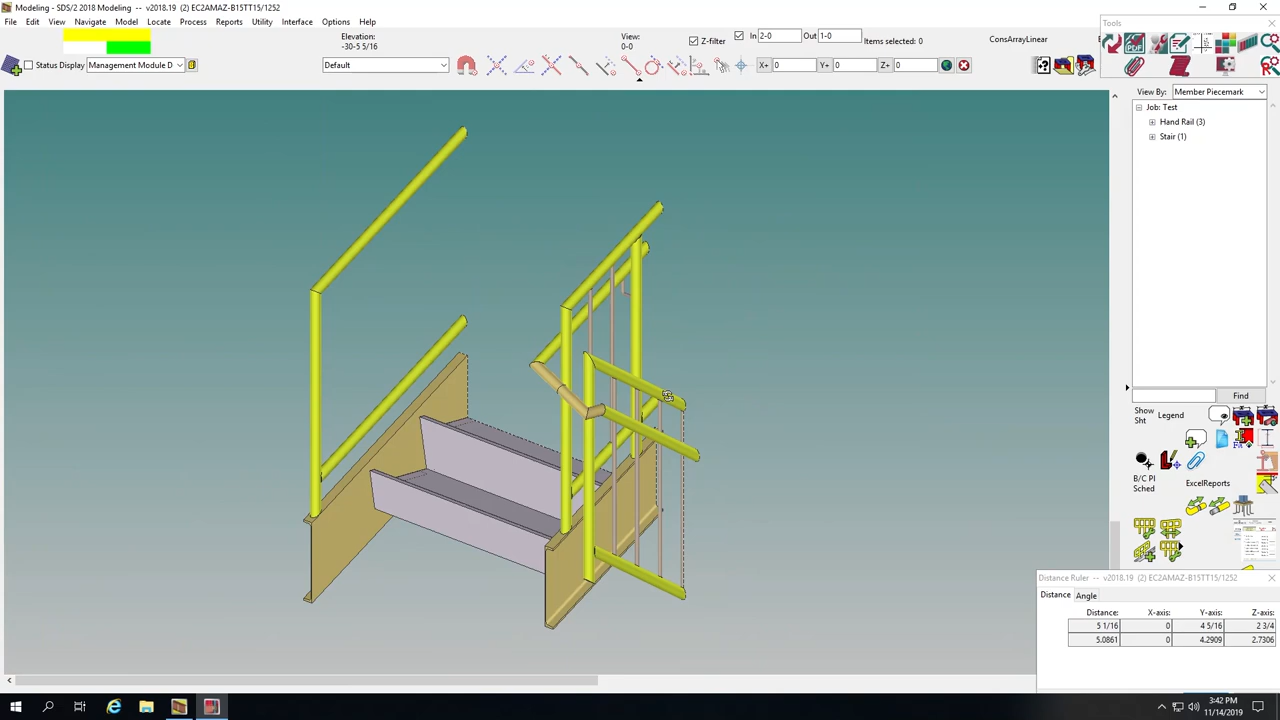 Modeling - SDS/2 2018 Modeling -- v2018.19 (2) EC2AMAZ-B15TT15/1252
File Edit View Navigate Model Locate Process Reports Utility Interface Options Help
Elevation:
-30-5 5/16
View:
0-0
Z-filter
In 2-0 Out 1-0
Items selected: 0
ConsArrayLinear
Status Display Management Module D
Default
X+ 0 Y+ 0 Z+ 0
Tools
View By: Member Piecemark
Job: Test
Hand Rail (3)
Stair (1)
Find
Show
Sht
Legend
B/C PI
Sched
ExcelReports
Distance Ruler -- v2018.19 (2) EC2AMAZ-B15TT15/1252
Distance Angle
Distance: X-axis: Y-axis: Z-axis:
5 1/16 0 4 5/16 2 3/4
5.0861 0 4.2909 2.7306
3:42 PM
11/14/2019